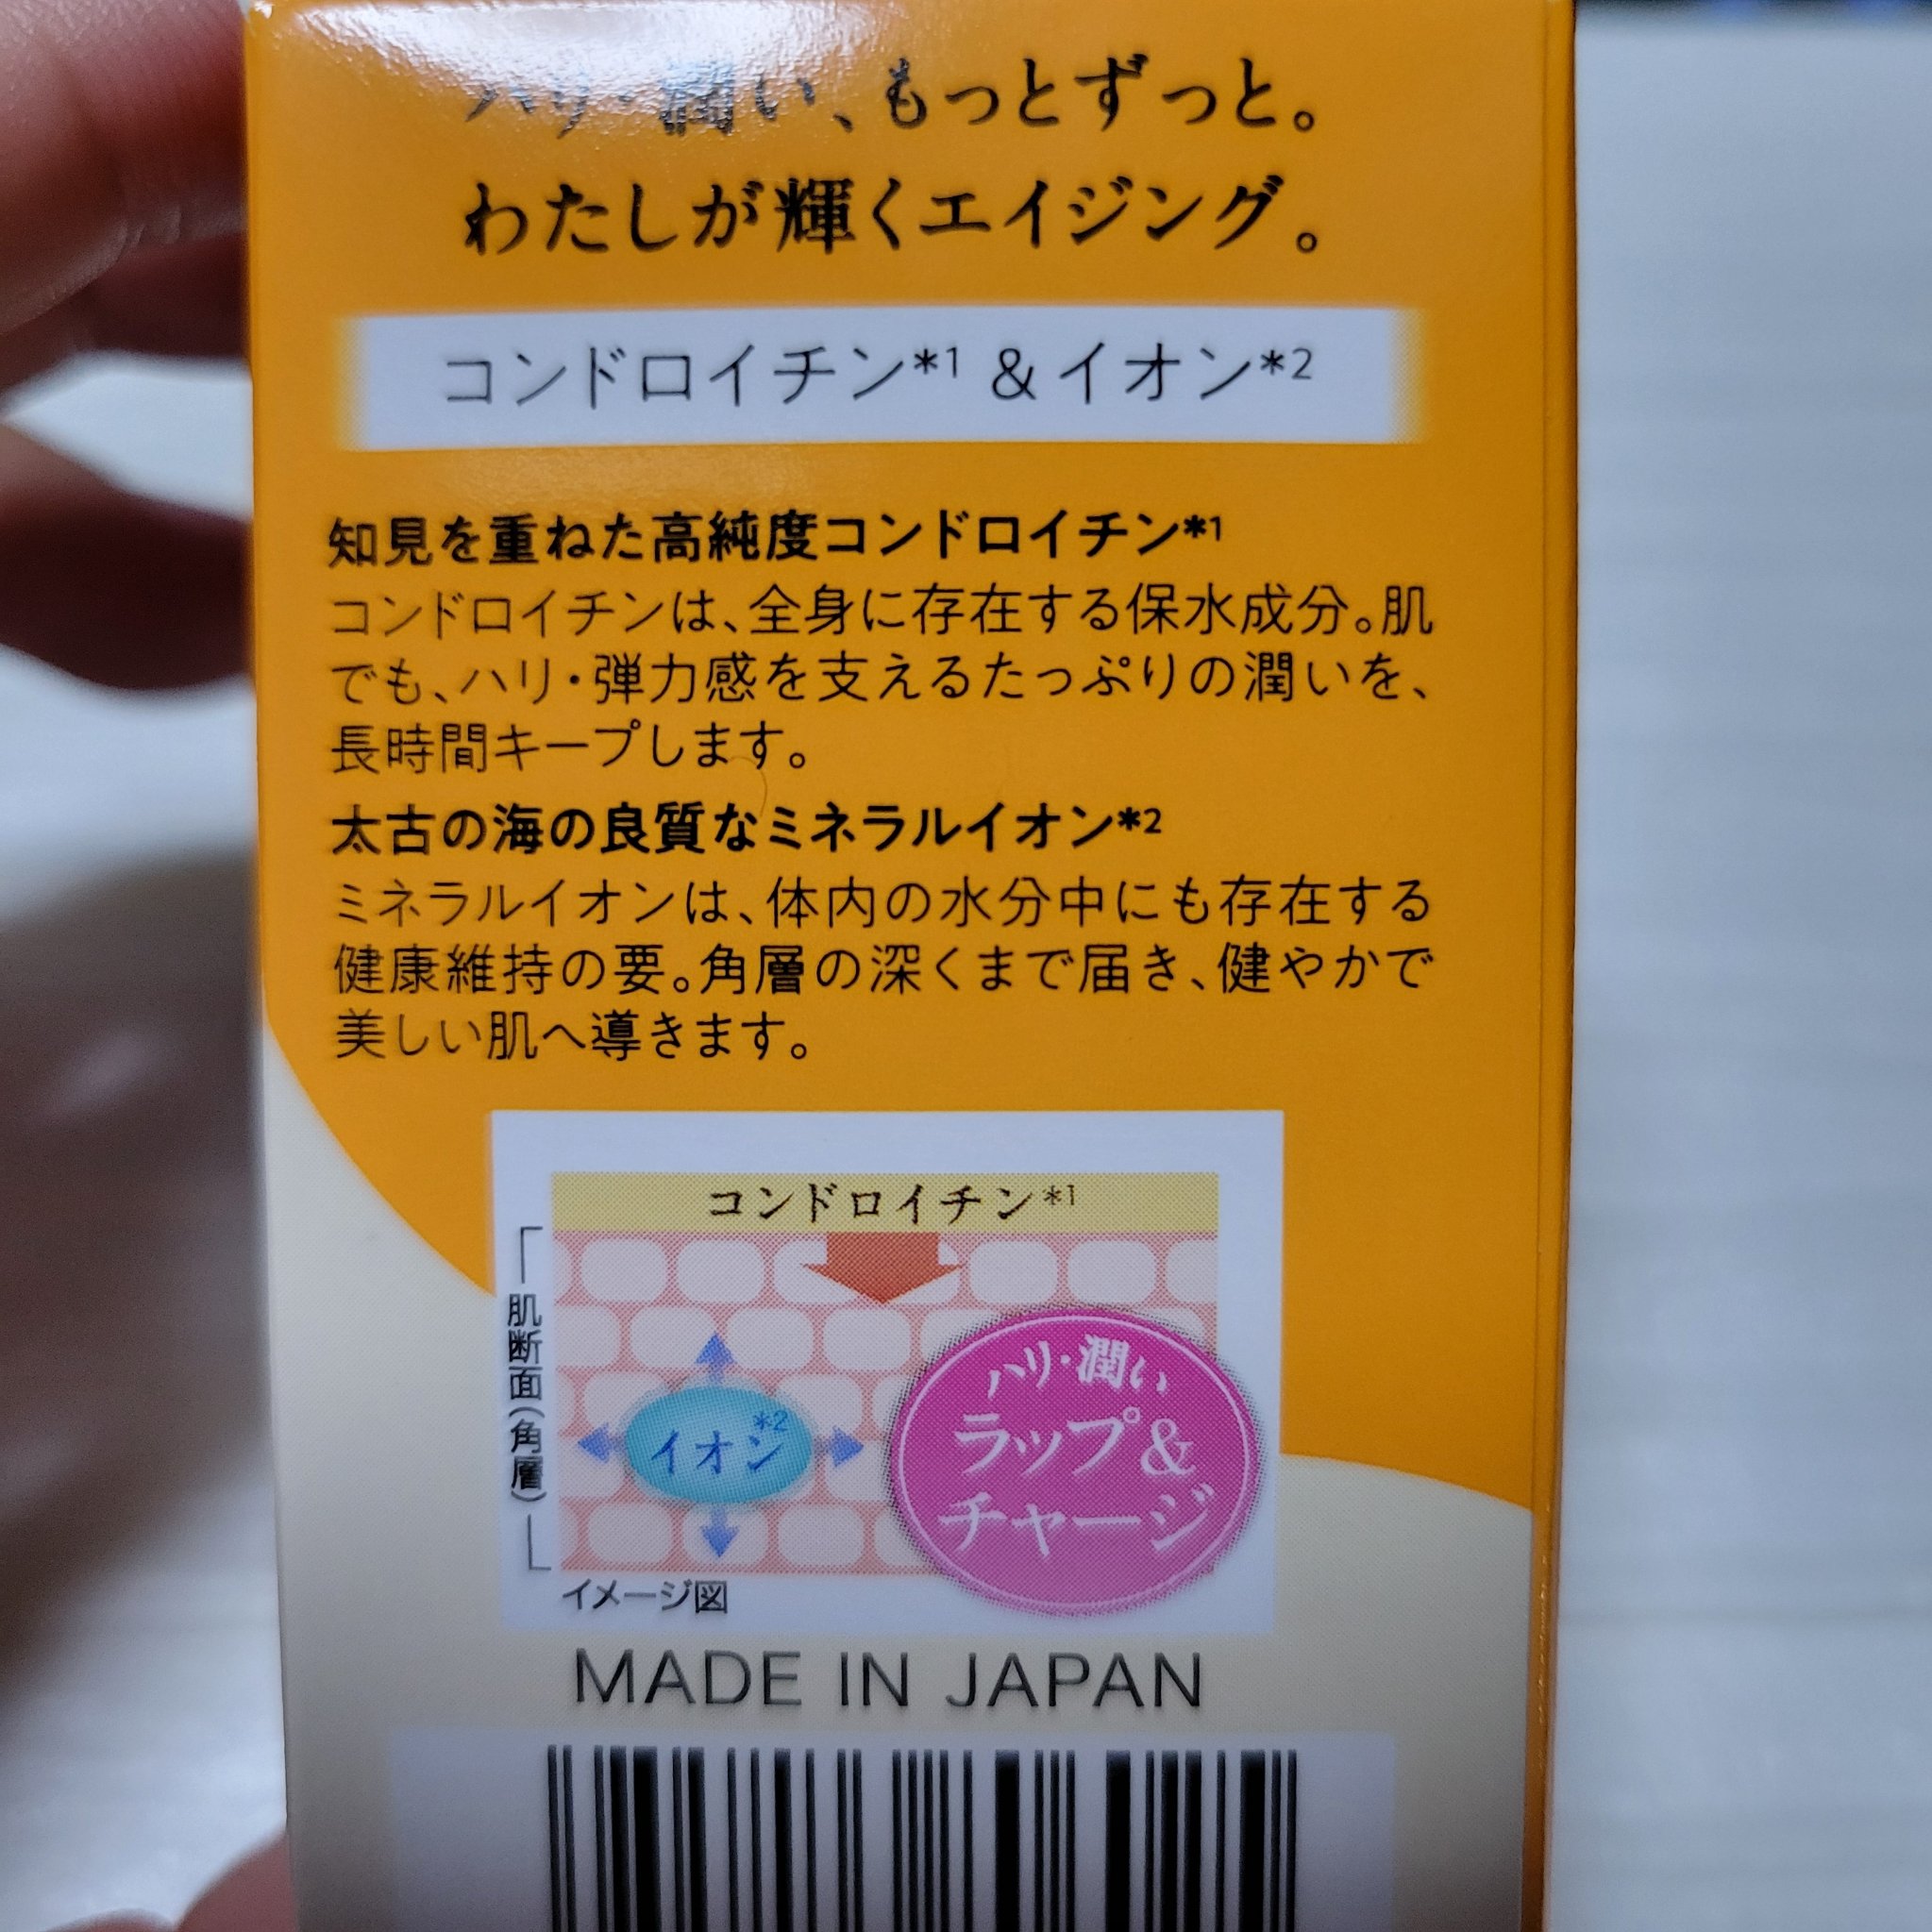 ハリ・潤い、もっとずっと。
わたしが輝くエイジング。
コンドロイチン*1 & イオン*2
知見を重ねた高純度コンドロイチン*1
コンドロイチンは、全身に存在する保水成分。肌
でも、ハリ・弾力感を支えるたっぷりの潤いを、
長時間キープします。
太古の海の良質なミネラルイオン*2
ミネラルイオンは、体内の水分中にも存在する
健康維持の要。角層の深くまで届き、健やかで
美しい肌へ導きます。
コンドロイチン*1
肌断面(角層)
イオン*2
ハリ・潤い
ラップ&
チャージ
イメージ図
MADE IN JAPAN